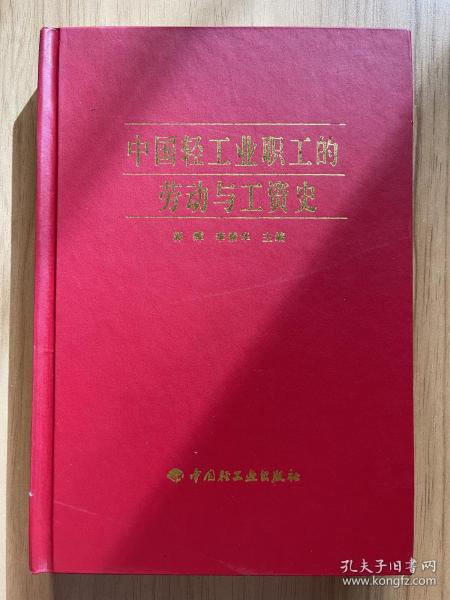 中国轻工业职工的
劳动与工资史
主编
中国轻工业出版社
孔夫子旧书网
www.kongfz.com